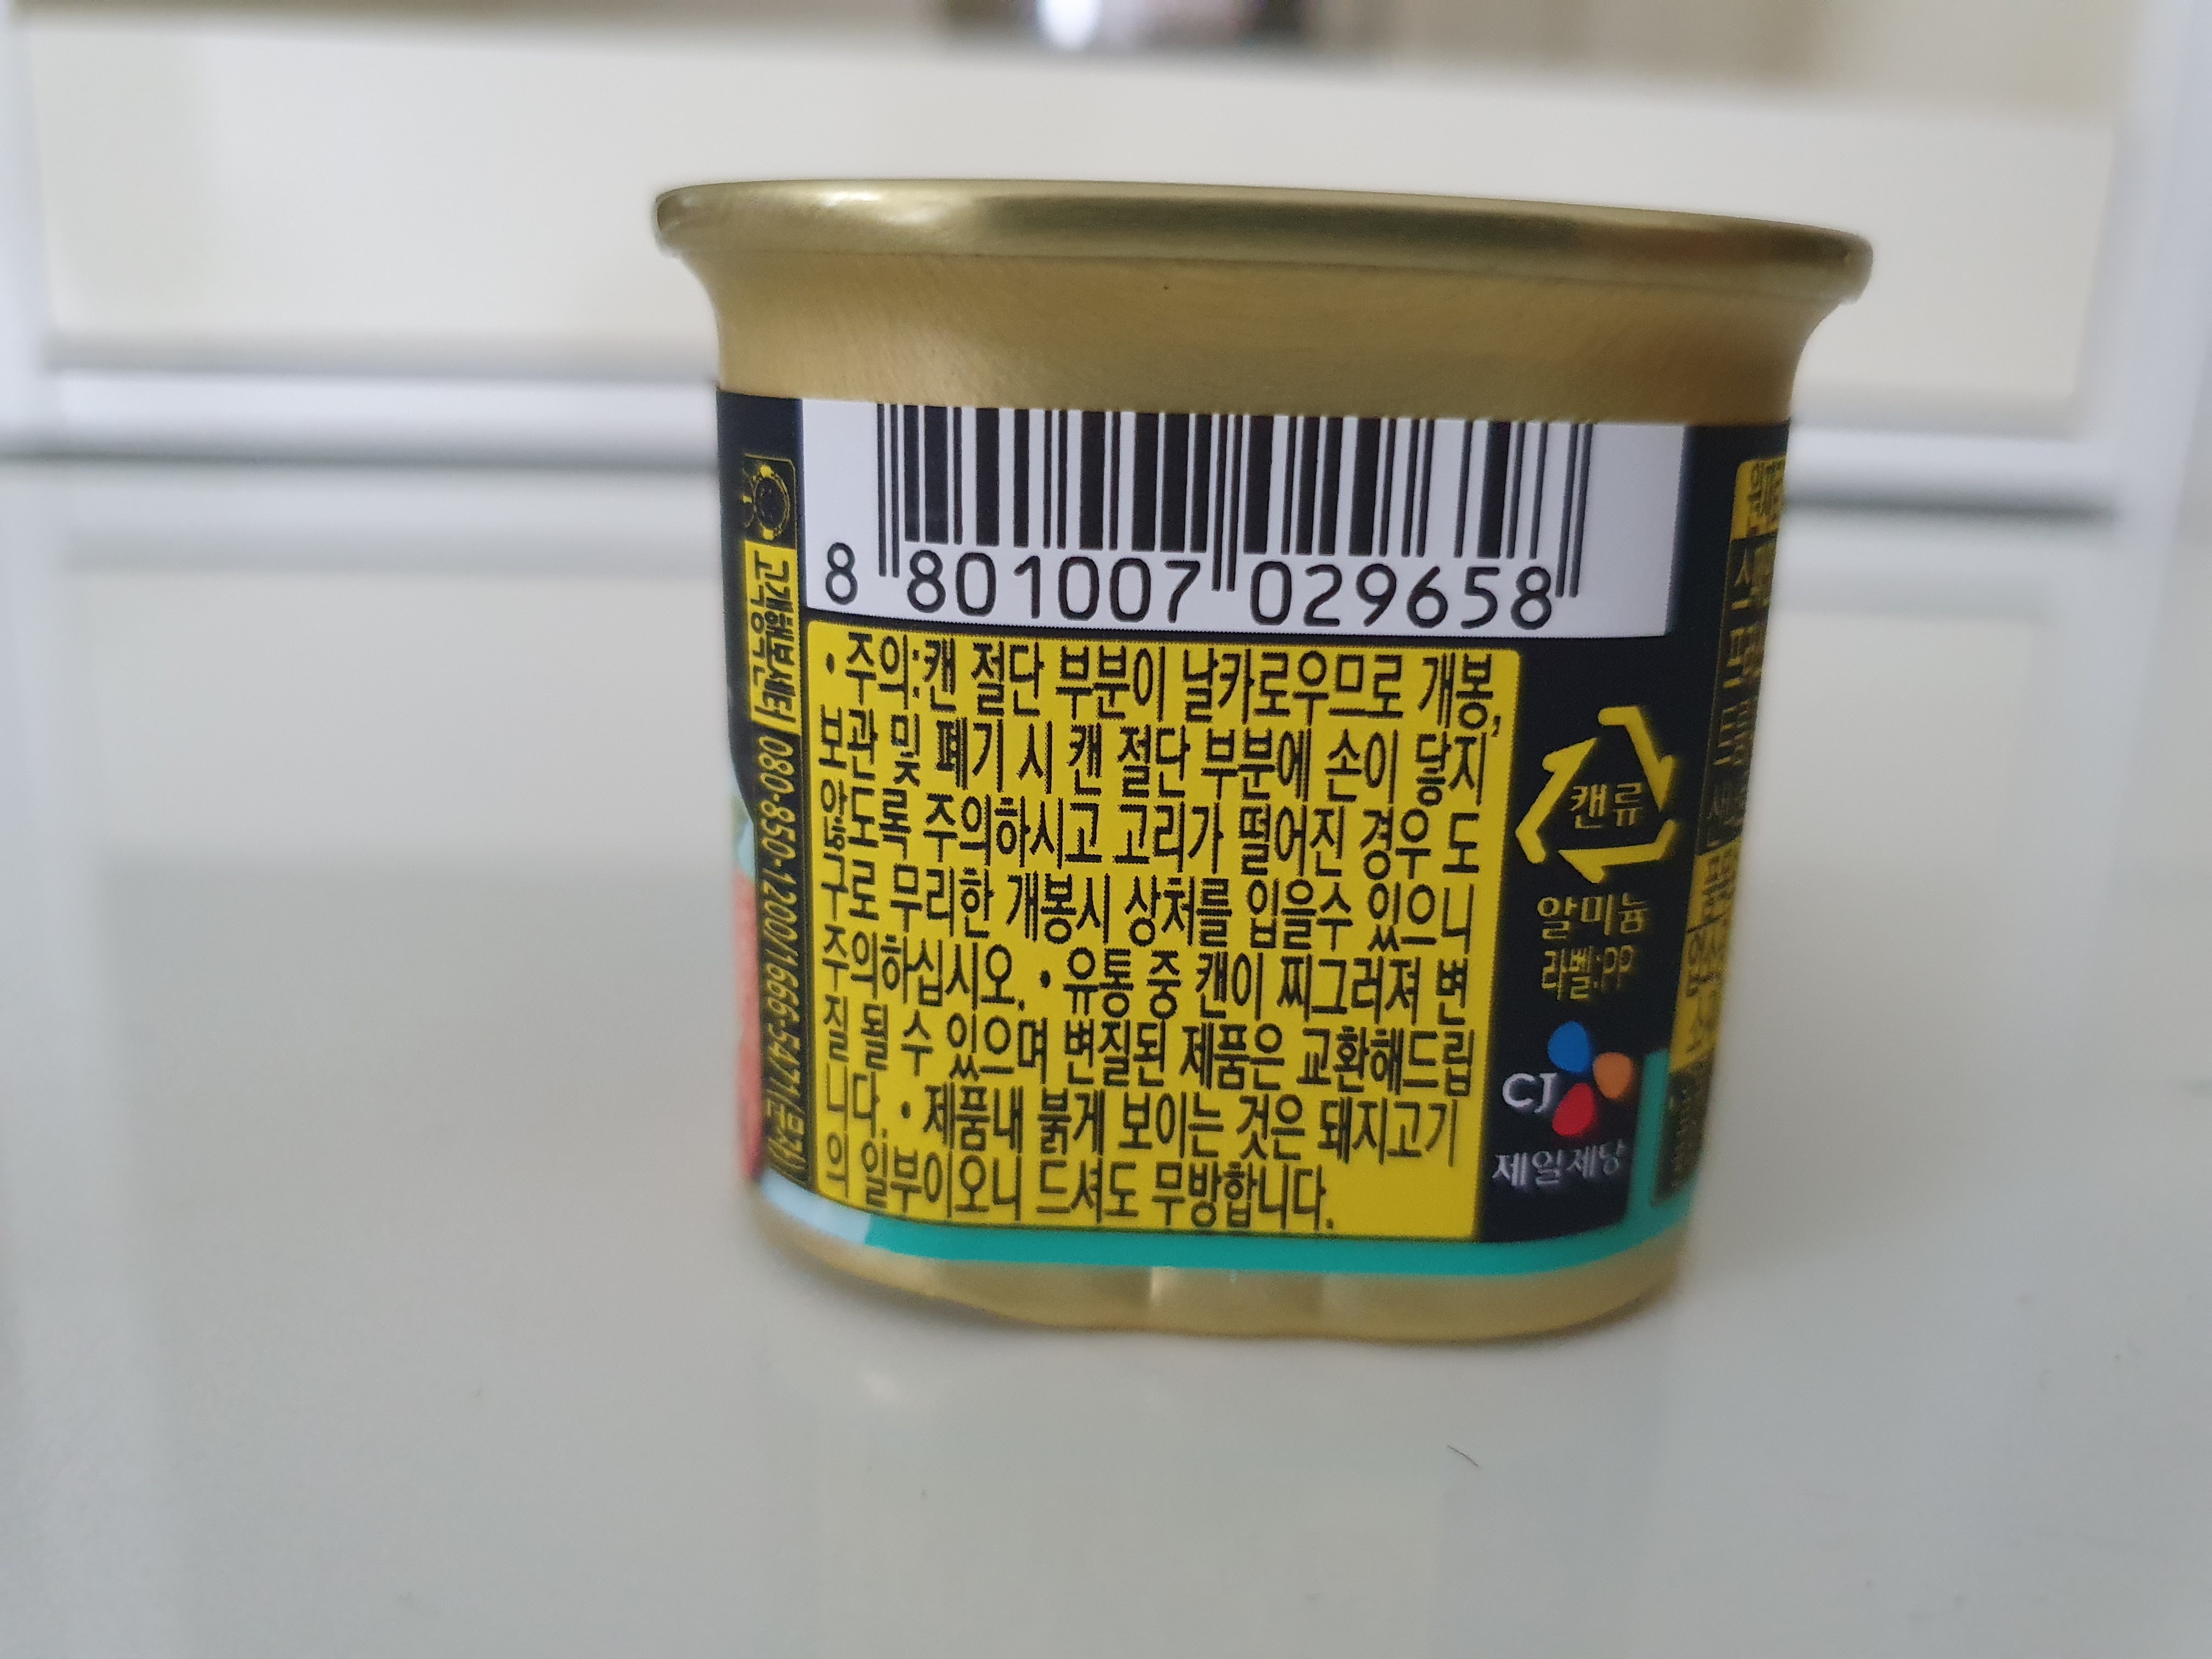 8 801007 029658
• 주의:캔 절단 부분이 날카로우므로 개봉,
보관 및 폐기 시 캔 절단 부분에 손이 닿지
않도록 주의하시고 고리가 떨어진 경우 도
구로 무리한 개봉시 상처를 입을수 있으니
주의하십시오. • 유통 중 캔이 찌그러져 변
질 될 수 있으며 변질된 제품은 교환해드립
니다. • 제품내 붉게 보이는 것은 돼지고기
의 일부이오니 드셔도 무방합니다.
고객행복센터 080-850-1200/1666-5471(문자)
캔류
알미늄
라벨:PP
CJ
제일제당